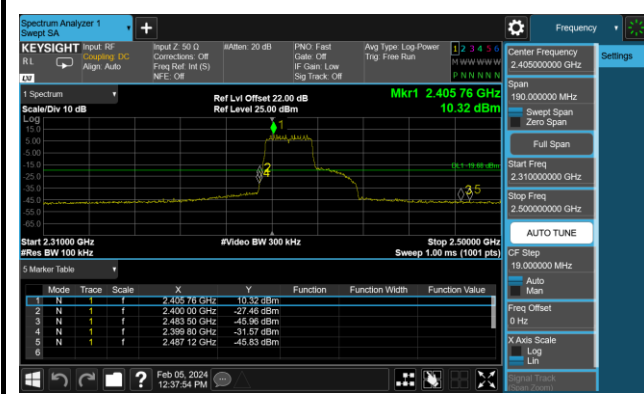 Spectrum Analyzer 1
Swept SA
+
Frequency
KEYSIGHT
Input: RF
Input Z: 50 Ω
#Atten: 20 dB
PNO: Fast
Avg Type: Log-Power
1 2 3 4 5 6
RL
Coupling: DC
Corrections: Off
Gate: Off
Trig: Free Run
M W W W W W
Align: Auto
Freq Ref: Int (S)
IF Gain: Low
P N N N N N
NFE: Off
Sig Track: Off
Center Frequency
2.405000000 GHz
Settings
1 Spectrum
Ref Lvl Offset 22.00 dB
Mkr1 2.405 76 GHz
Scale/Div 10 dB
Ref Level 25.00 dBm
10.32 dBm
Log
15.0
5.00
-5.00
-15.0
-25.0
-35.0
-45.0
-55.0
-65.0
1
2
4
3
5
DL1 -19.68 dBm
Start 2.31000 GHz
#Video BW 300 kHz
Stop 2.50000 GHz
#Res BW 100 kHz
Sweep 1.00 ms (1001 pts)
Span
190.000000 MHz
Swept Span
Zero Span
Full Span
Start Freq
2.310000000 GHz
Stop Freq
2.500000000 GHz
AUTO TUNE
CF Step
19.000000 MHz
Auto
Man
Freq Offset
0 Hz
X Axis Scale
Log
Lin
Signal Track
(Span Zoom)
5 Marker Table
Mode Trace Scale X Y Function Function Width Function Value
1 N 1 f 2.405 76 GHz 10.32 dBm
2 N 1 f 2.400 00 GHz -27.46 dBm
3 N 1 f 2.483 50 GHz -45.96 dBm
4 N 1 f 2.399 80 GHz -31.57 dBm
5 N 1 f 2.487 12 GHz -45.83 dBm
6
?
Feb 05, 2024
12:37:54 PM